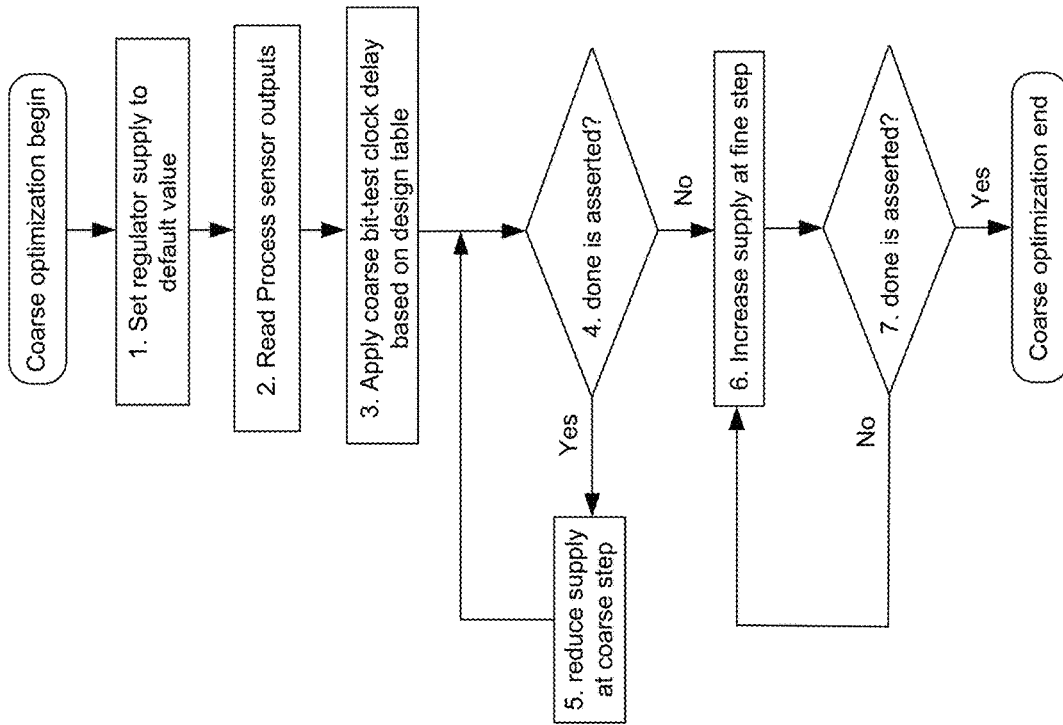 Coarse optimization begin
1. Set regulator supply to
default value
2. Read Process sensor outputs
3. Apply coarse bit-test clock delay
based on design table
4. done is asserted?
Yes
5. reduce supply
at coarse step
No
6. Increase supply at fine step
7. done is asserted?
No
Yes
Coarse optimization end